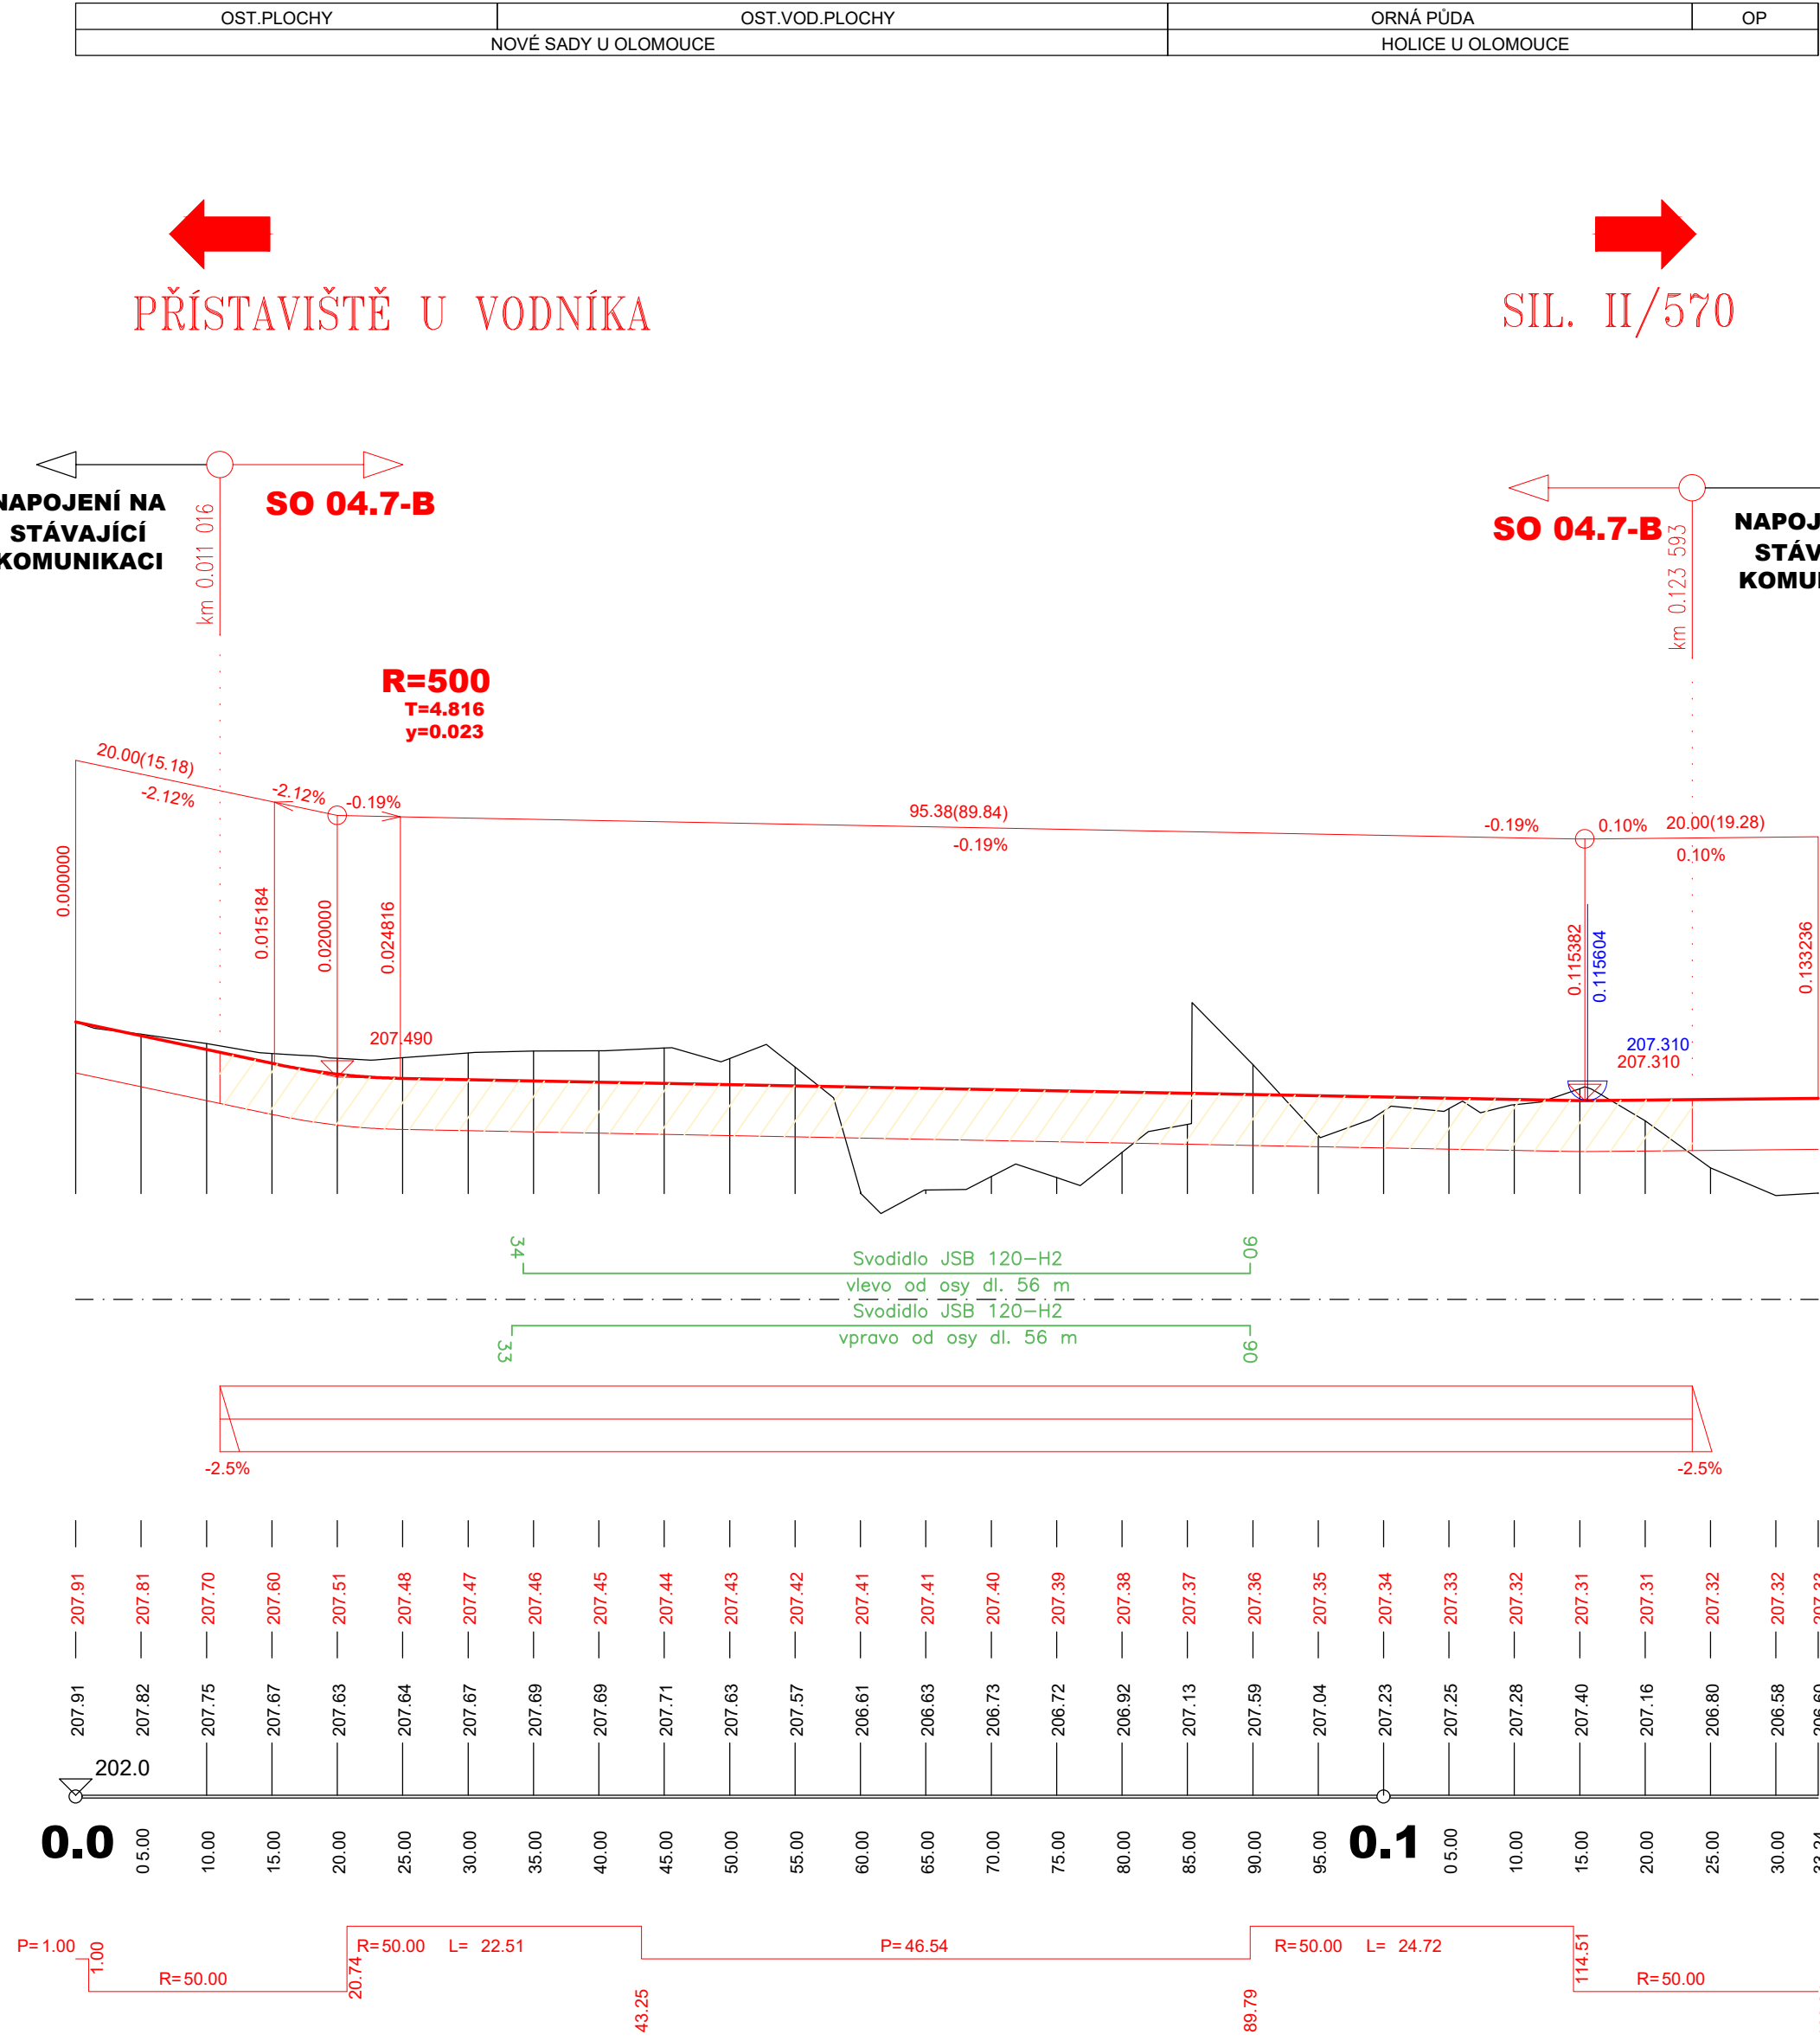 OST.PLOCHY OST.VOD.PLOCHY ORNÁ PŮDA OP
NOVÉ SADY U OLOMOUCE HOLICE U OLOMOUCE
PŘÍSTAVIŠTĚ U VODNÍKA
SIL. II/570
NAPOJENÍ NA
STÁVAJÍCÍ
KOMUNIKACI
km 0.011 016
SO 04.7-B
SO 04.7-B
km 0.123 593
NAPOJ
STÁV
KOMU
R=500
T=4.816
y=0.023
20.00(15.18)
-2.12%
-2.12%
-0.19%
95.38(89.84)
-0.19%
-0.19%
0.10%
20.00(19.28)
0.10%
0.000000
0.015184
0.020000
0.024816
0.115382
0.115604
0.133236
207.490
207.310
207.310
34
90
Svodidlo JSB 120-H2
vlevo od osy dl. 56 m
Svodidlo JSB 120-H2
vpravo od osy dl. 56 m
33
90
-2.5%
-2.5%
207.91 207.81 207.70 207.60 207.51 207.48 207.47 207.46 207.45 207.44 207.43 207.42 207.41 207.41 207.40 207.39 207.38 207.37 207.36 207.35 207.34 207.33 207.32 207.31 207.31 207.32 207.32 207.33
207.91 207.82 207.75 207.67 207.63 207.64 207.67 207.69 207.69 207.71 207.63 207.57 206.61 206.63 206.73 206.72 206.92 207.13 207.59 207.04 207.23 207.25 207.28 207.40 207.16 206.80 206.58 206.60
202.0
0.0 05.00 10.00 15.00 20.00 25.00 30.00 35.00 40.00 45.00 50.00 55.00 60.00 65.00 70.00 75.00 80.00 85.00 90.00 95.00 0.1 05.00 10.00 15.00 20.00 25.00 30.00 33.24
P=1.00
1.00
R=50.00
20.74
R=50.00 L= 22.51
43.25
P=46.54
89.79
R=50.00 L= 24.72
114.51
R=50.00